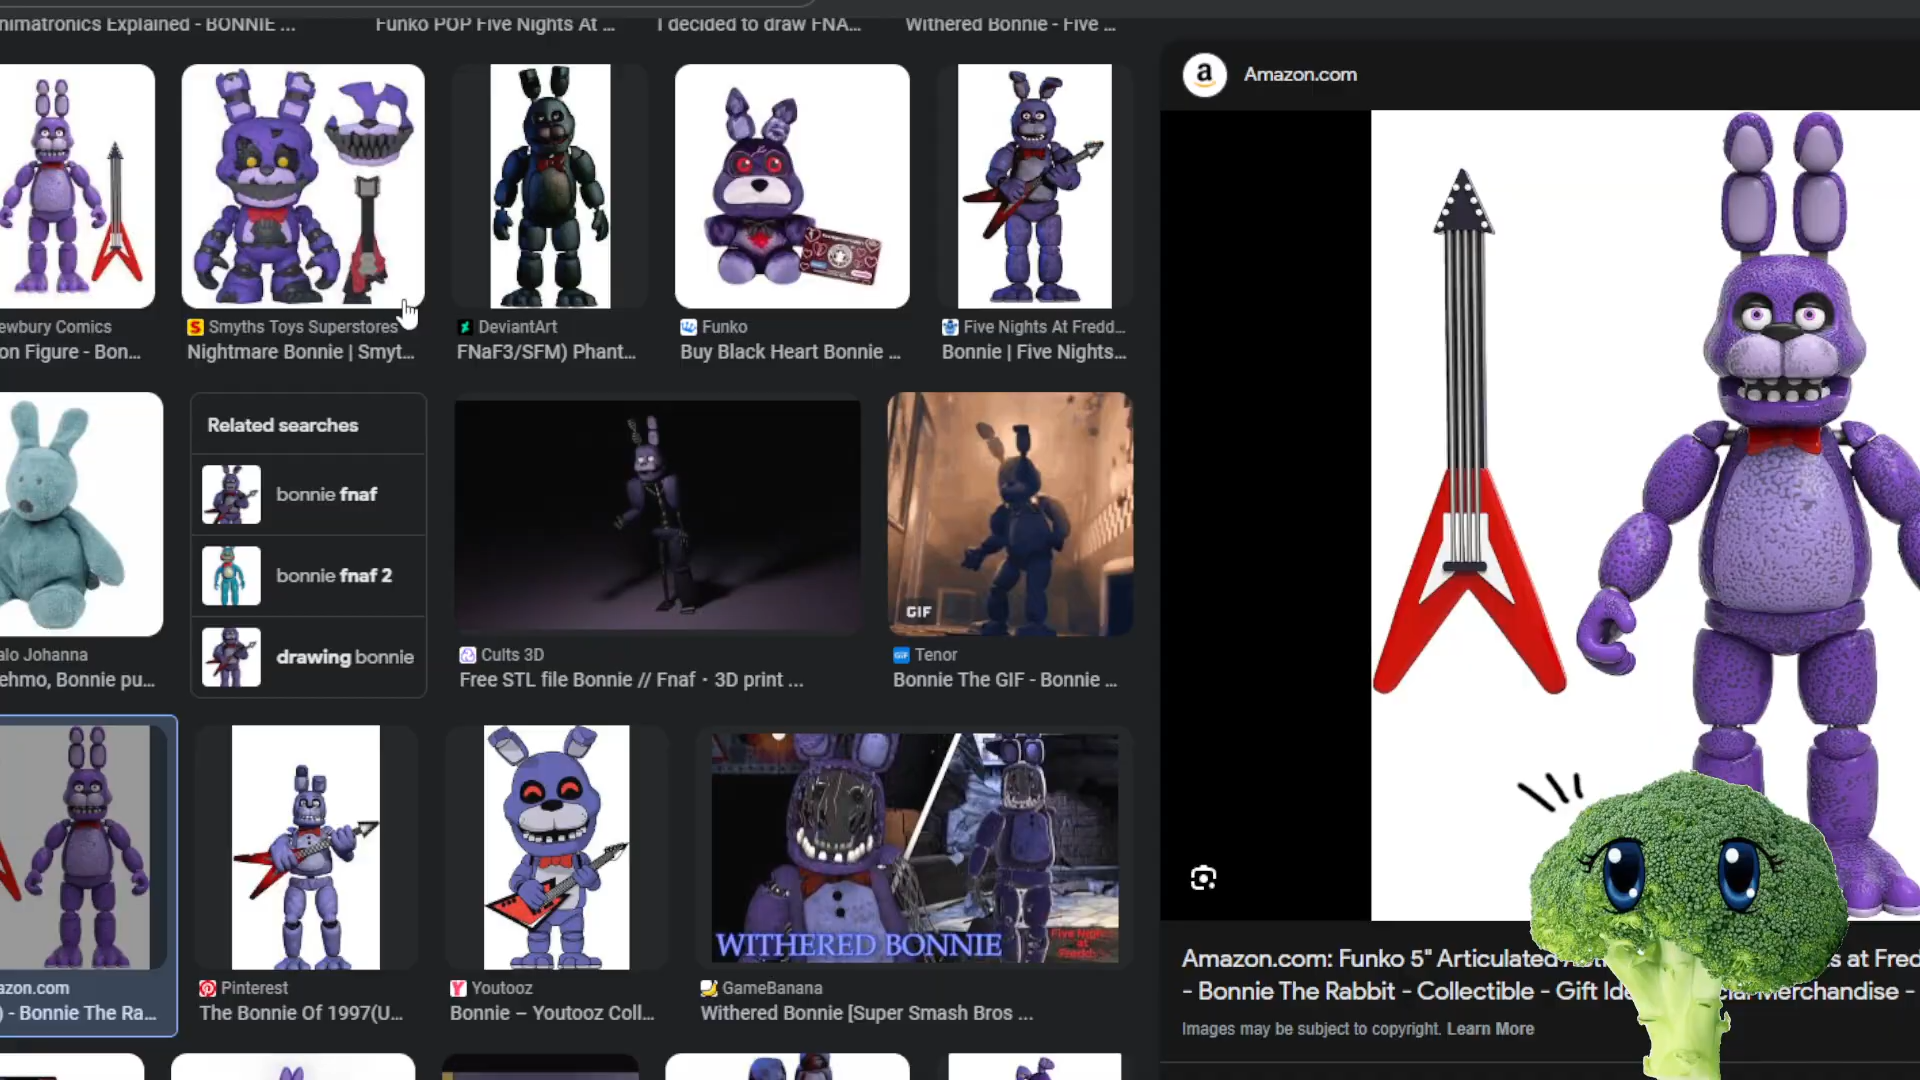 nimatronics Explained - BONNIE ...
Funko POP Five Nights At ...
I decided to draw FNA...
Withered Bonnie - Five ...
a
Amazon.com
ewbury Comics
on Figure - Bon...
Smyths Toys Superstores
Nightmare Bonnie | Smyt...
DeviantArt
FNaF3/SFM) Phant...
Funko
Buy Black Heart Bonnie ...
Five Nights At Fredd...
Bonnie | Five Nights...
Related searches
bonnie fnaf
bonnie fnaf 2
drawing bonnie
GIF
alo Johanna
ehmo, Bonnie pu...
Cults 3D
Free STL file Bonnie // Fnaf・3D print ...
GIF
Tenor
Bonnie The GIF - Bonnie ...
WITHERED BONNIE
Five Nights
at
Freddy's
azon.com
) - Bonnie The Ra...
Pinterest
The Bonnie Of 1997(U...
Youtooz
Bonnie – Youtooz Coll...
GameBanana
Withered Bonnie [Super Smash Bros ...
Amazon.com: Funko 5" Articulated s at Fred
- Bonnie The Rabbit - Collectible - Gift Merchandise -
Images may be subject to copyright. Learn More